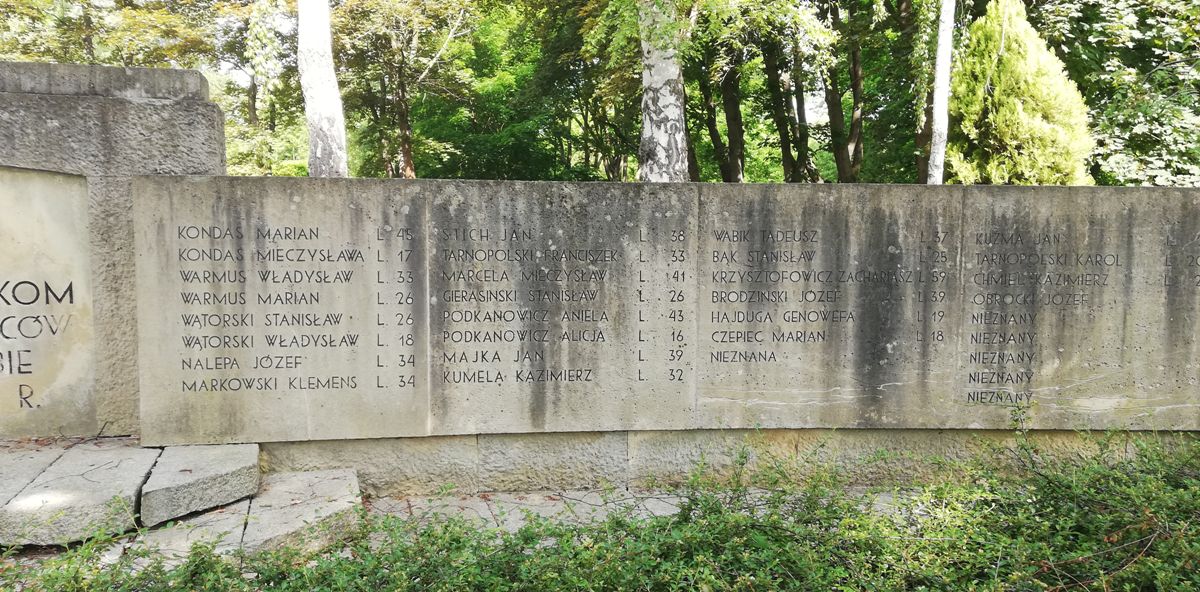 KOM
CÓW
BIE
R.
KONDAS MARIAN L. 45
KONDAS MIECZYSŁAWA L. 17
WARMUS WŁADYSŁAW L. 33
WARMUS MARIAN L. 26
WĄTORSKI STANISŁAW L. 26
WĄTORSKI WŁADYSŁAW L. 18
NALEPA JÓZEF L. 34
MARKOWSKI KLEMENS L. 34
STICH JAN L. 38
TARNOPOLSKI FRANCISZEK L. 33
MARCELA MIECZYSŁAW L. 41
GIERASIŃSKI STANISŁAW L. 26
PODKANOWICZ ANIELA L. 43
PODKANOWICZ ALICJA L. 16
MAJKA JAN L. 39
KUMELA KAZIMIERZ L. 32
WABIK TADEUSZ L. 37
BĄK STANISŁAW L. 25
KRZYSZTOFOWICZ ZACHARIASZ L. 59
BRODZIŃSKI JÓZEF L. 39
HAJDUGA GENOWEFA L. 19
CZEPIEC MARIAN L. 18
NIEZNANA
KUŹMA JAN L.
TARNOPOLSKI KAROL L.
CHMIEL KAZIMIERZ L.
OBROCKI JÓZEF
NIEZNANY
NIEZNANY
NIEZNANY
NIEZNANY
NIEZNANY